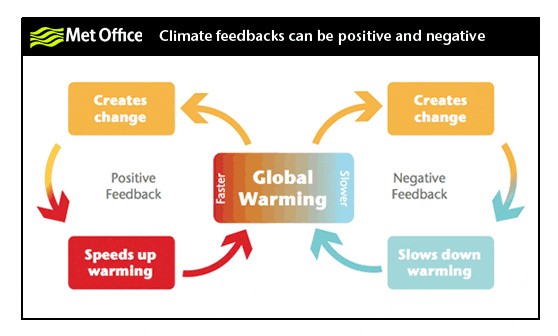 Met Office
Climate feedbacks can be positive and negative
Creates
change
Creates
change
Positive
Feedback
Faster
Global
Warming
Slower
Negative
Feedback
Speeds up
warming
Slows down
warming